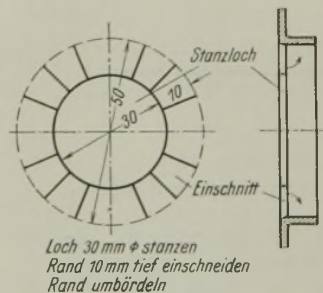 Stanzloch
10
50
30
Einschnitt
Loch 30 mm ϕ stanzen
Rand 10 mm tief einschneiden
Rand umbördeln